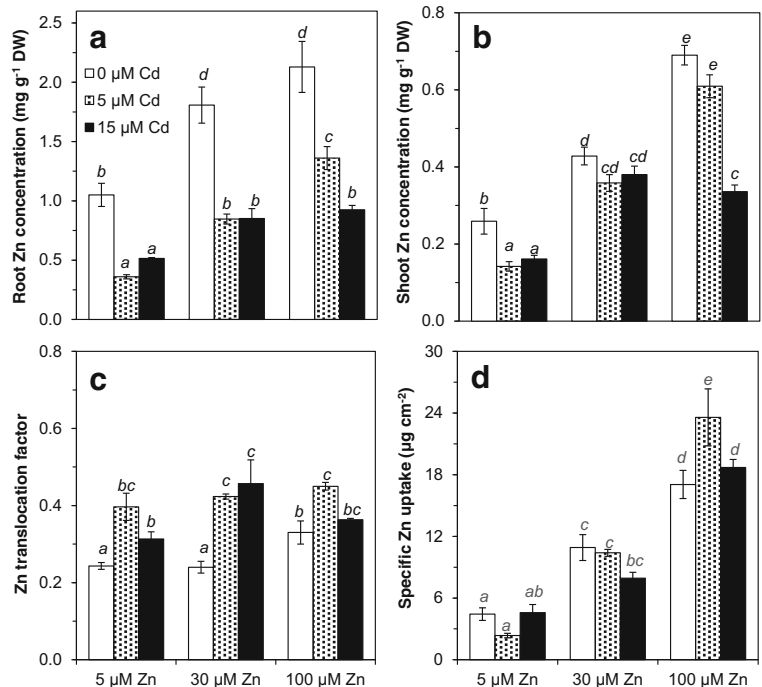 a
Root Zn concentration (mg g⁻¹ DW)
2.5
2.0
1.5
1.0
0.5
0.0
0 µM Cd
5 µM Cd
15 µM Cd
b
a
a
d
b
b
d
c
b
b
Shoot Zn concentration (mg g⁻¹ DW)
0.8
0.6
0.4
0.2
0.0
b
a
a
d
cd
cd
e
e
c
c
Zn translocation factor
0.8
0.6
0.4
0.2
0.0
a
bc
b
a
c
c
b
c
bc
5 µM Zn
30 µM Zn
100 µM Zn
d
Specific Zn uptake (µg cm⁻²)
30
24
18
12
6
0
a
a
ab
c
c
bc
d
e
d
5 µM Zn
30 µM Zn
100 µM Zn